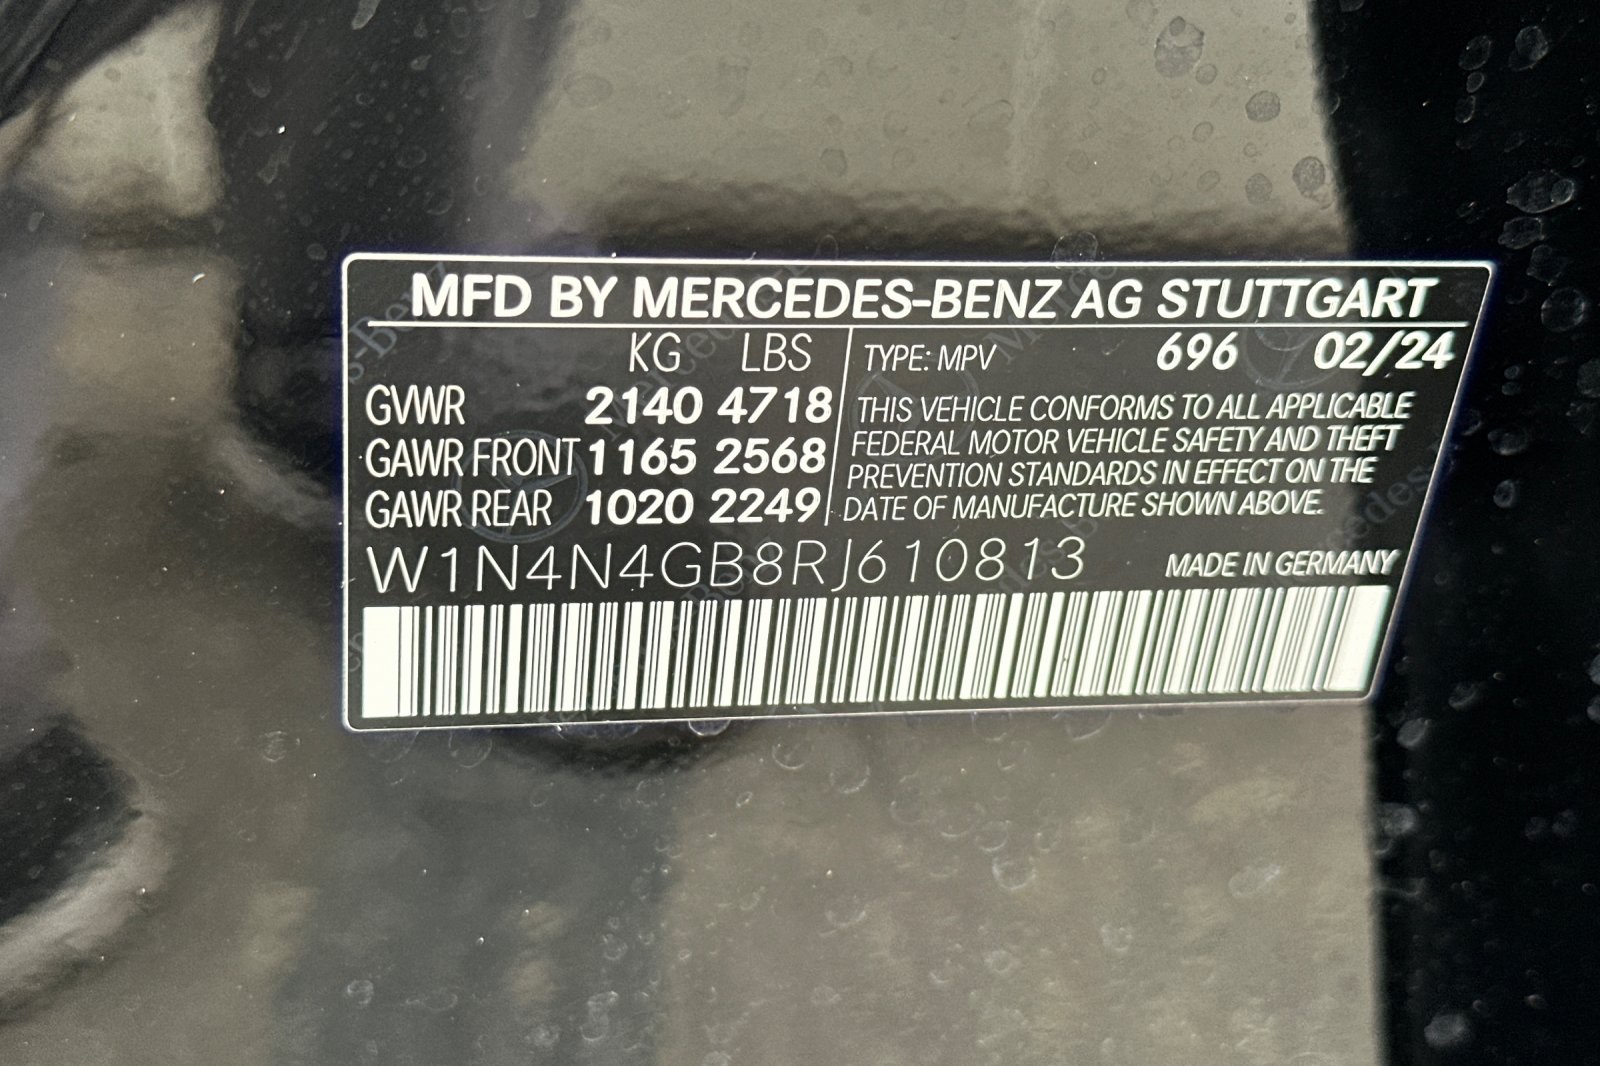 MFD BY MERCEDES-BENZ AG STUTTGART
KG LBS
GVWR 2140 4718
GAWR FRONT 1165 2568
GAWR REAR 1020 2249
TYPE: MPV 696 02/24
THIS VEHICLE CONFORMS TO ALL APPLICABLE
FEDERAL MOTOR VEHICLE SAFETY AND THEFT
PREVENTION STANDARDS IN EFFECT ON THE
DATE OF MANUFACTURE SHOWN ABOVE.
W1N4N4GB8RJ610813 MADE IN GERMANY